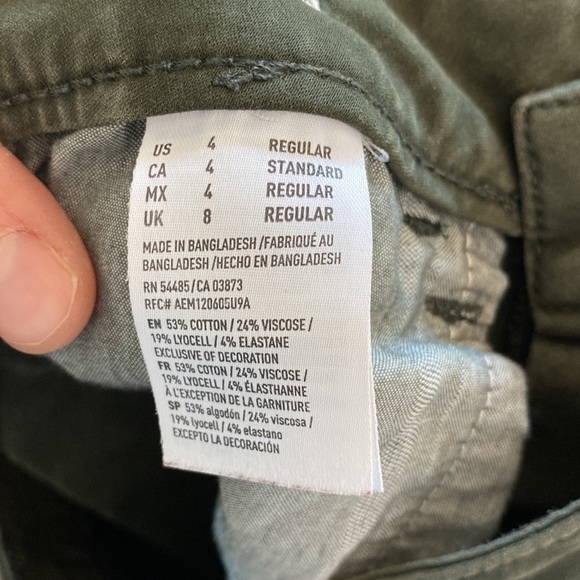 US 4 REGULAR
CA 4 STANDARD
MX 4 REGULAR
UK 8 REGULAR
MADE IN BANGLADESH /FABRIQUÉ AU
BANGLADESH /HECHO EN BANGLADESH
RN 54485/CA 03873
RFC# AEM120605U9A
EN 53% COTTON / 24% VISCOSE /
19% LYOCELL / 4% ELASTANE
EXCLUSIVE OF DECORATION
FR 53% COTON / 24% VISCOSE /
19% LYOCELL / 4% ÉLASTHANNE
À L'EXCEPTION DE LA GARNITURE
SP 53% algodón / 24% viscosa /
19% lyocell / 4% elastano
EXCEPTO LA DECORACIÓN